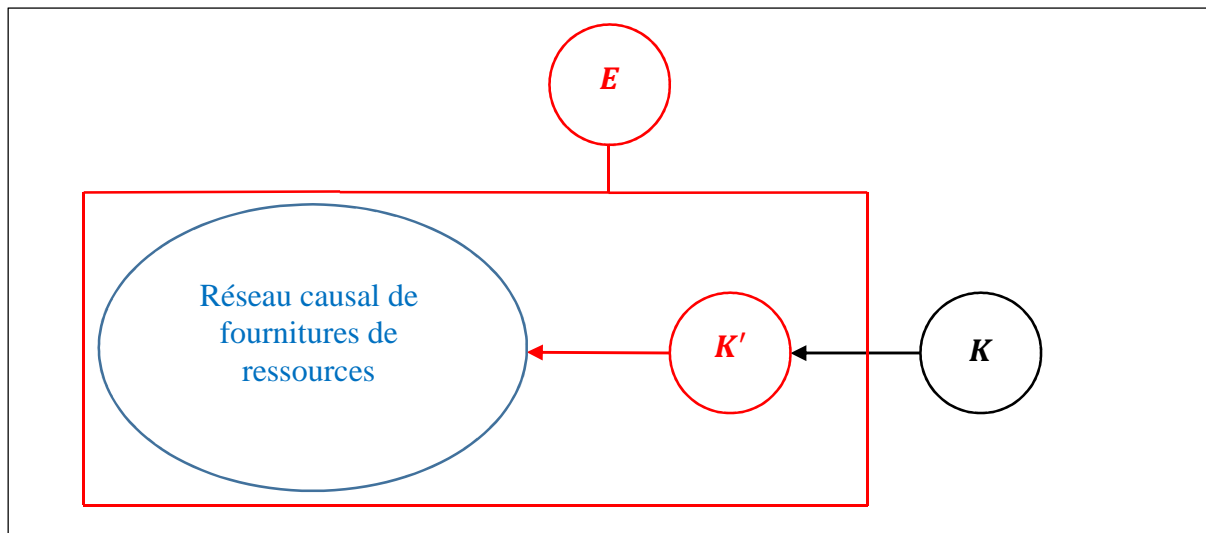 E
Réseau causal de
fournitures de
ressources
K'
K